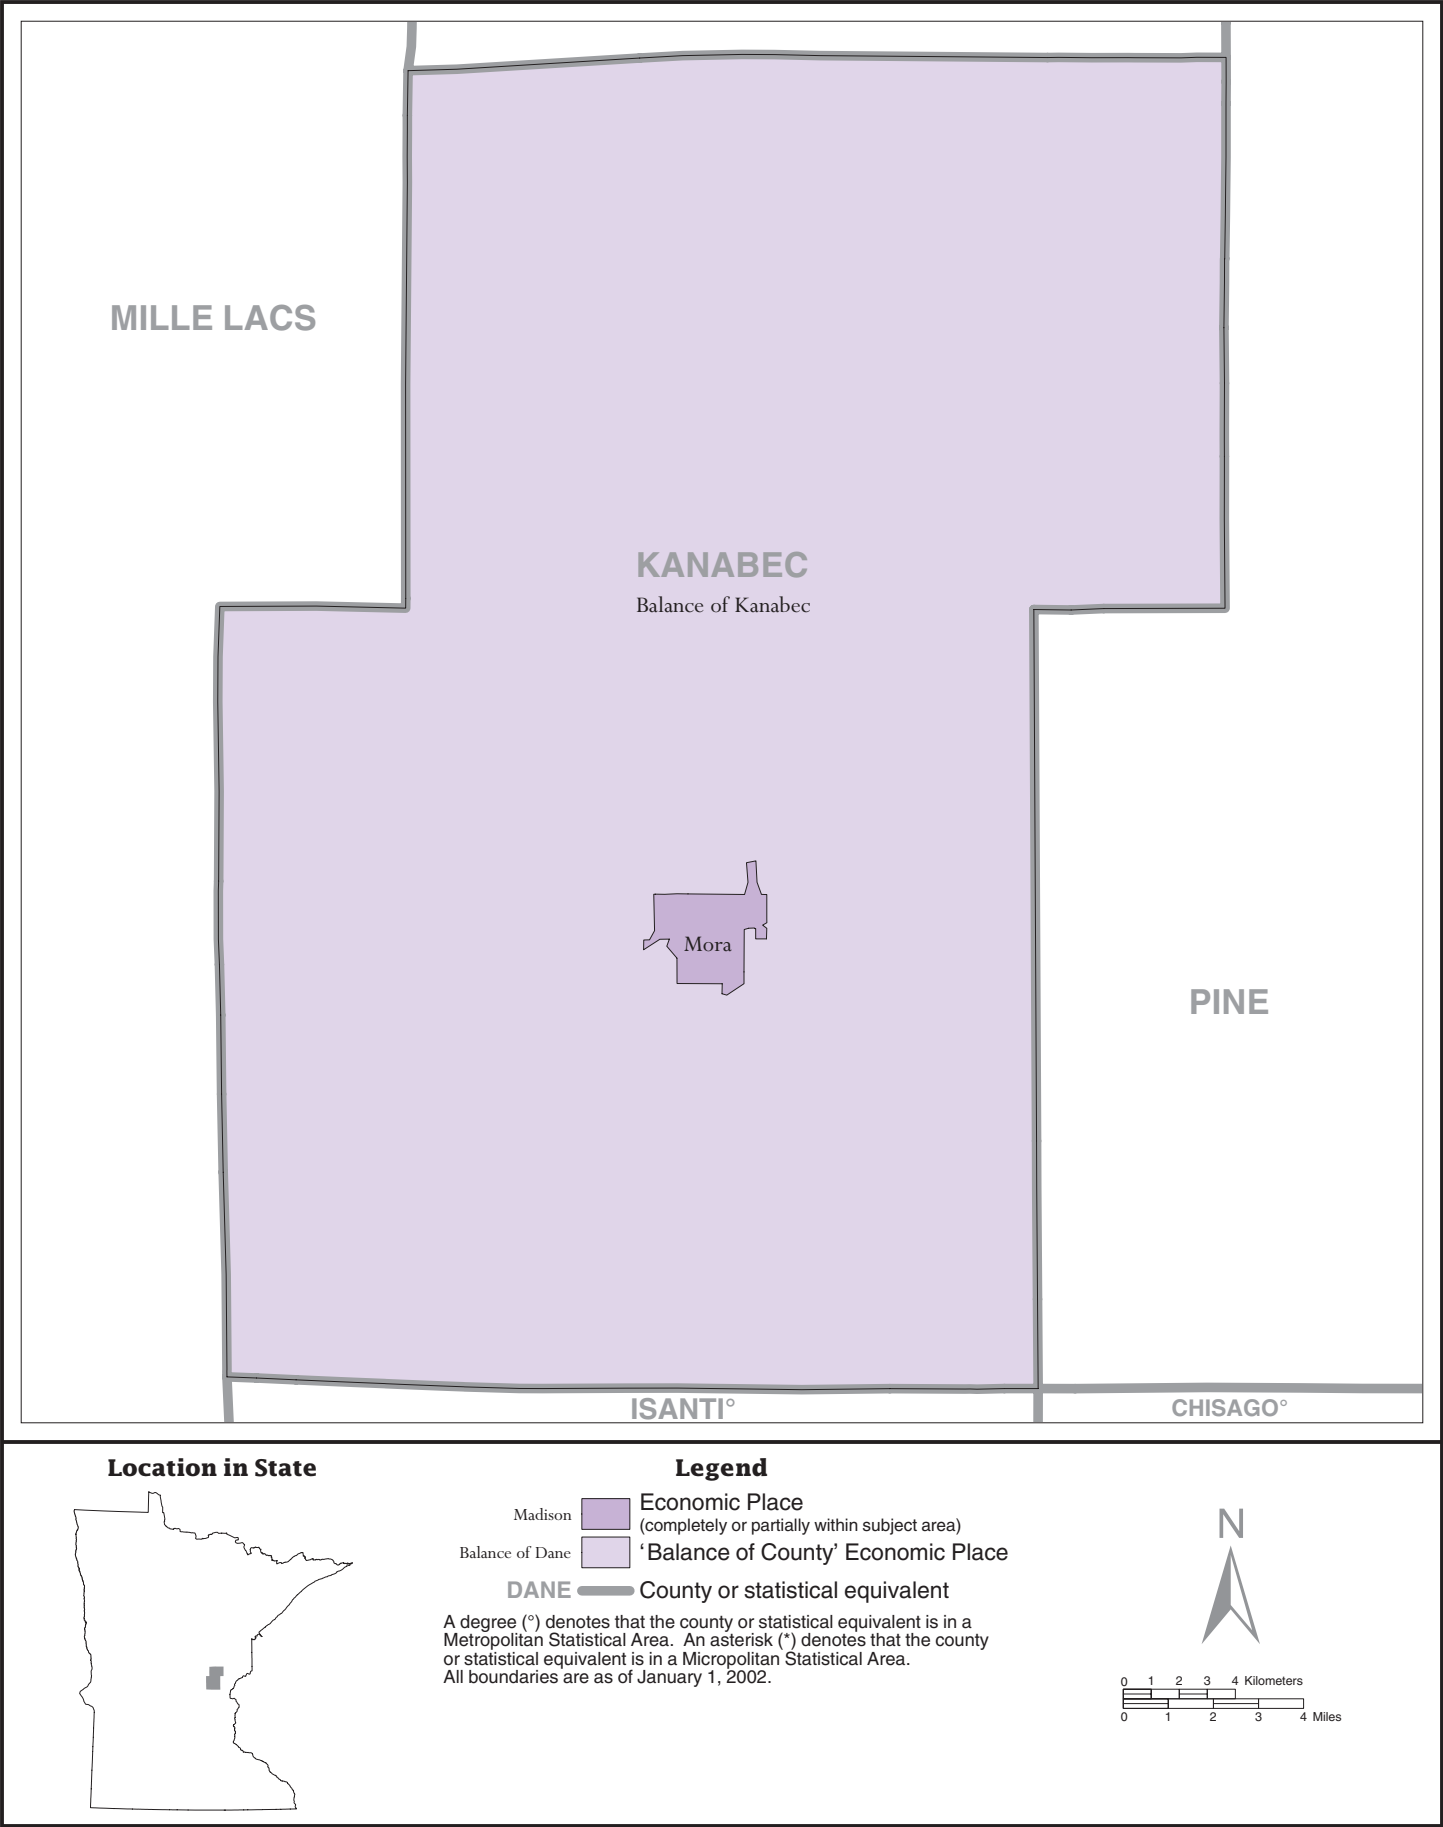 MILLE LACS
KANABEC
Balance of Kanabec
Mora
PINE
ISANTI°
CHISAGO°
Location in State
Legend
Madison
Economic Place
(completely or partially within subject area)
Balance of Dane
‘Balance of County’ Economic Place
DANE
County or statistical equivalent
A degree (°) denotes that the county or statistical equivalent is in a
Metropolitan Statistical Area.  An asterisk (*) denotes that the county
or statistical equivalent is in a Micropolitan Statistical Area.
All boundaries are as of January 1, 2002.
N
0 1 2 3 4 Kilometers
0 1 2 3 4 Miles